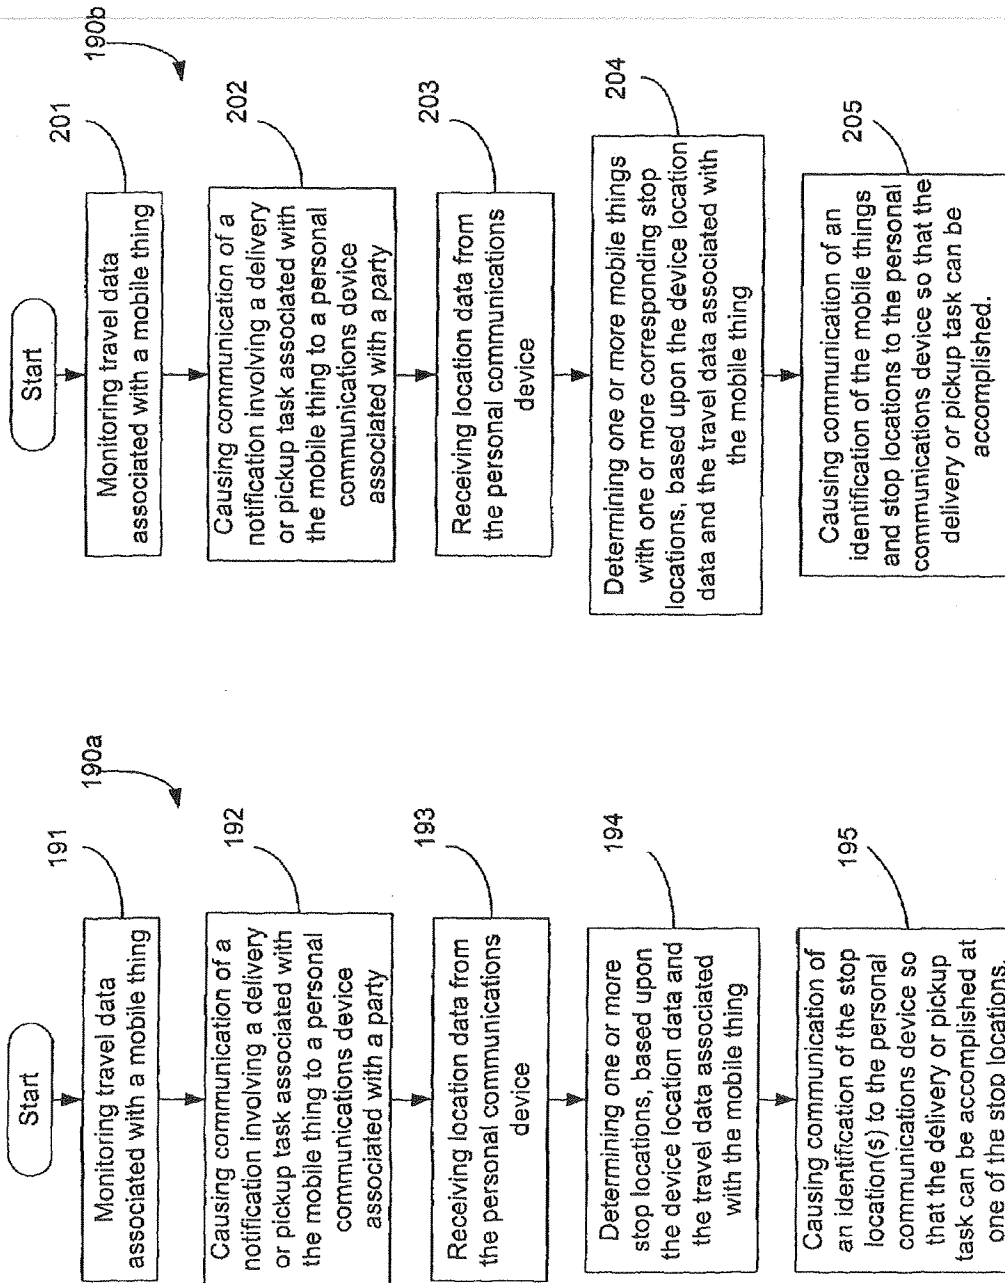 Start
190a
191
Monitoring travel data
associated with a mobile thing
192
Causing communication of a
notification involving a delivery
or pickup task associated with
the mobile thing to a personal
communications device
associated with a party
193
Receiving location data from
the personal communications
device
194
Determining one or more
stop locations, based upon
the device location data and
the travel data associated
with the mobile thing
195
Causing communication of
an identification of the stop
location(s) to the personal
communications device so
that the delivery or pickup
task can be accomplished at
one of the stop locations.
Start
190b
201
Monitoring travel data
associated with a mobile thing
202
Causing communication of a
notification involving a delivery
or pickup task associated with
the mobile thing to a personal
communications device
associated with a party
203
Receiving location data from
the personal communications
device
204
Determining one or more mobile things
with one or more corresponding stop
locations, based upon the device location
data and the travel data associated with
the mobile thing
205
Causing communication of an
identification of the mobile things
and stop locations to the personal
communications device so that the
delivery or pickup task can be
accomplished.